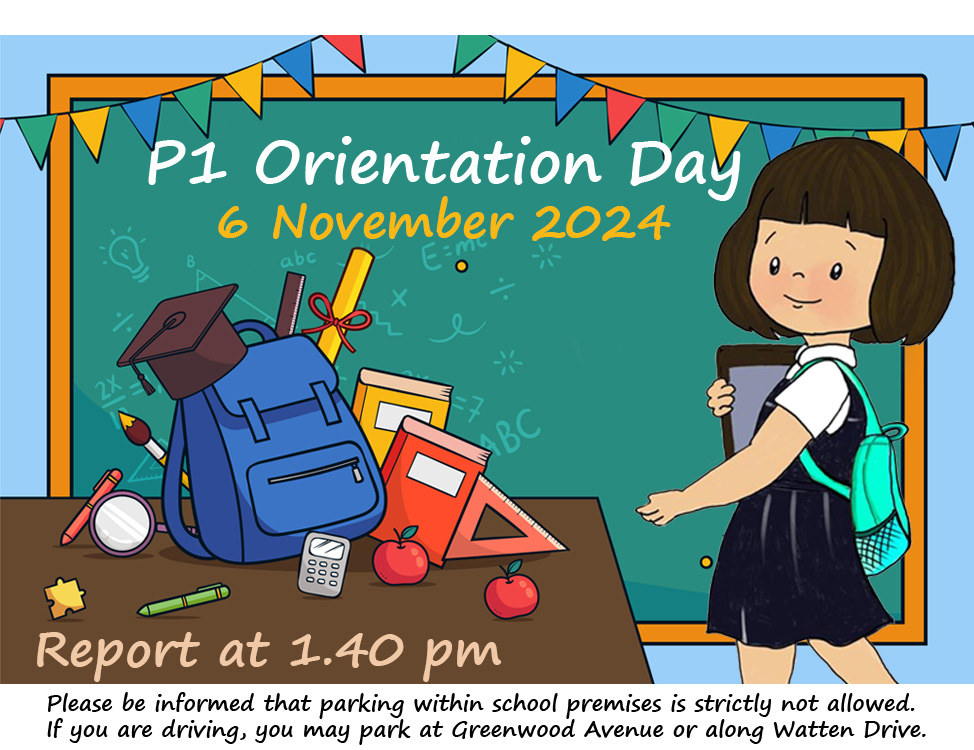 P1 Orientation Day
6 November 2024
E=mc
abc
B
2X
=7
ABC
Report at 1.40 pm
Please be informed that parking within school premises is strictly not allowed.
If you are driving, you may park at Greenwood Avenue or along Watten Drive.